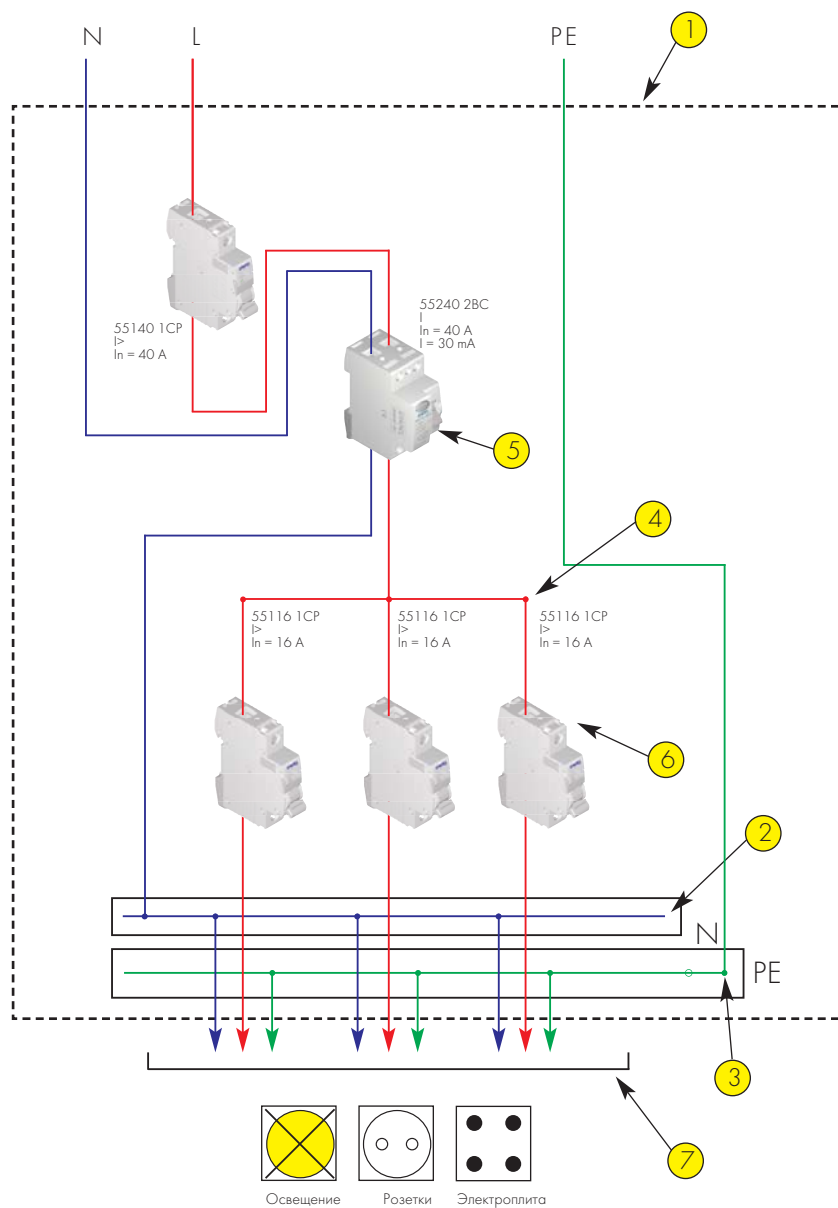 N
L
PE
1
55140 1CP
I>
In = 40 A
55240 2BC
I
In = 40 A
I = 30 mA
5
4
55116 1CP
I>
In = 16 A
55116 1CP
I>
In = 16 A
55116 1CP
I>
In = 16 A
6
2
N
PE
3
7
Освещение
Розетки
Электроплита